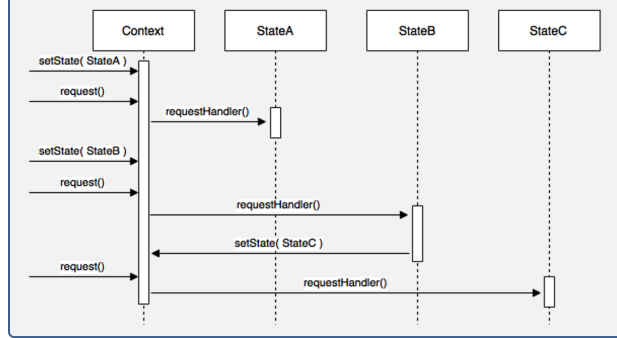 Context
StateA
StateB
StateC
setState( StateA )
request()
requestHandler()
setState( StateB )
request()
requestHandler()
setState( StateC )
request()
requestHandler()